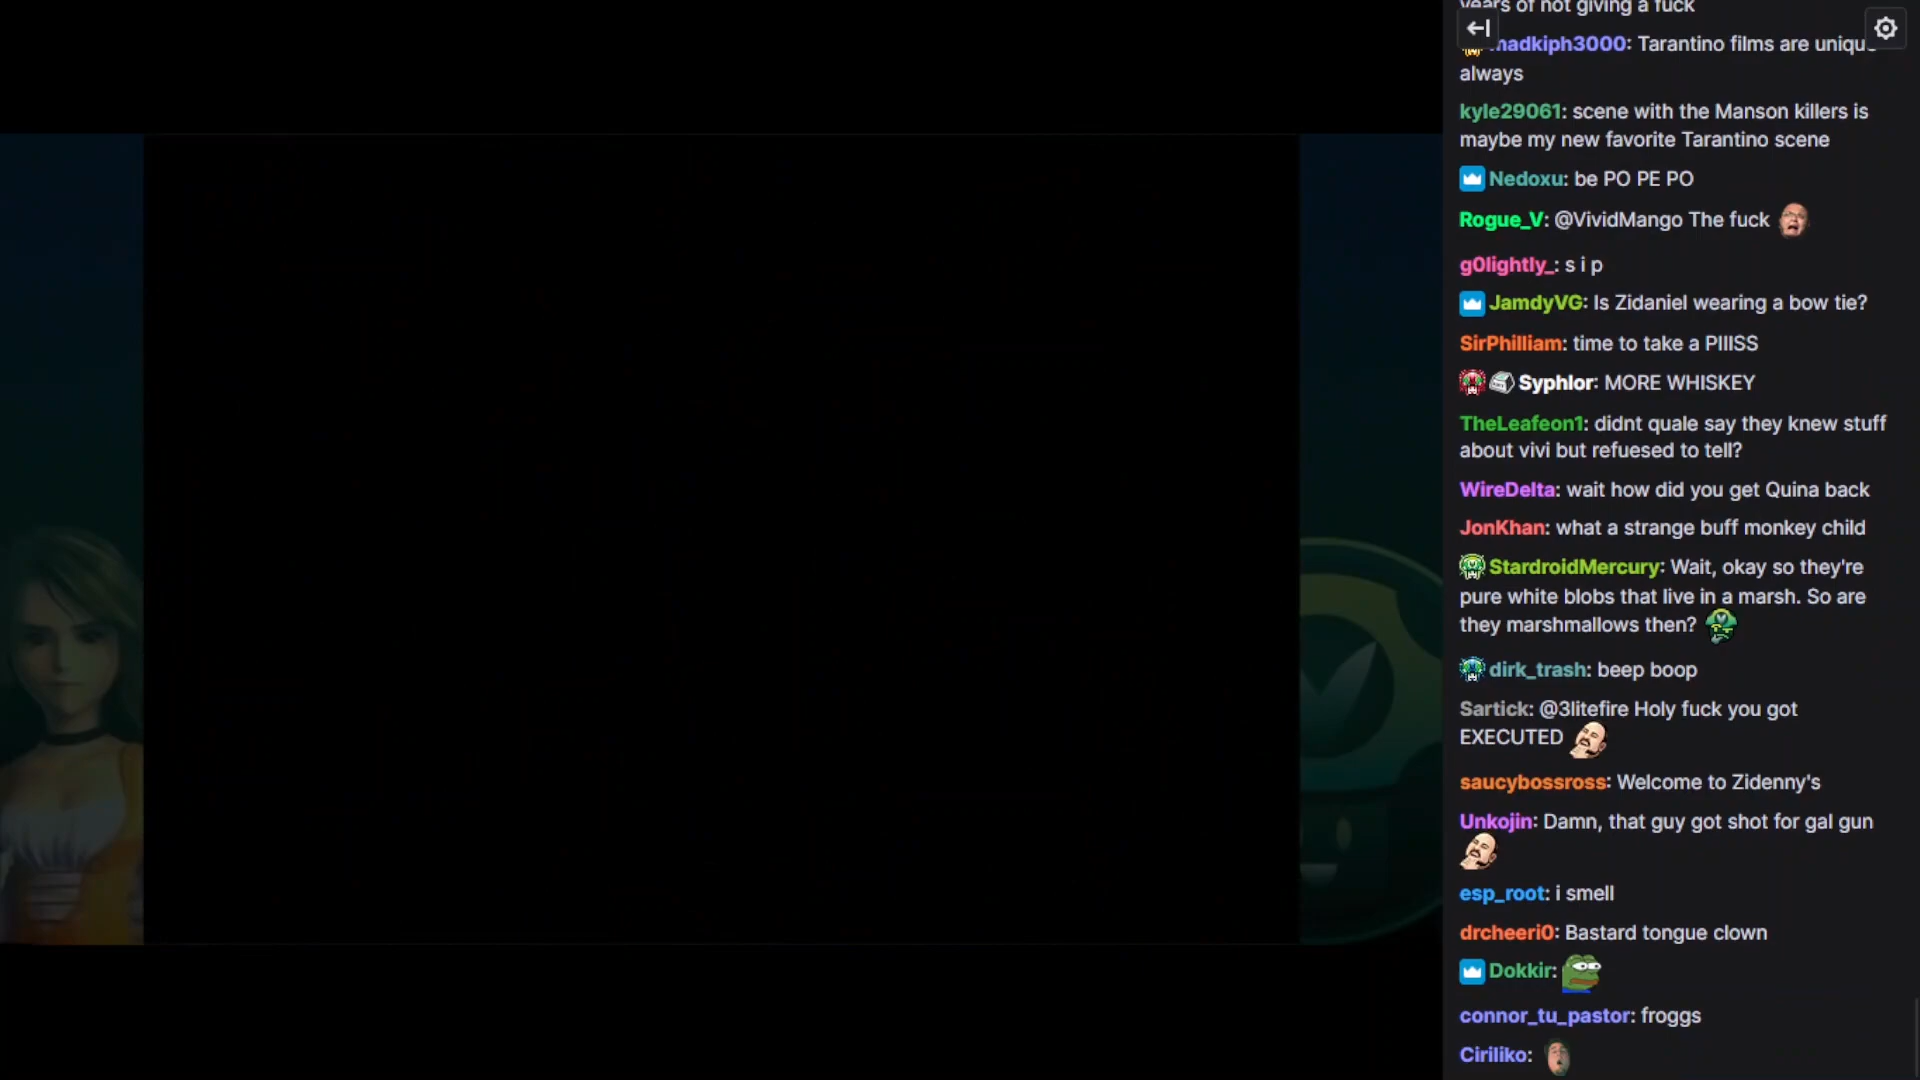 years of not giving a fuck
madkiph3000: Tarantino films are unique
always
kyle29061: scene with the Manson killers is
maybe my new favorite Tarantino scene
Nedoxu: be PO PE PO
Rogue_V: @VividMango The fuck
g0lightly_: s i p
JamdyVG: Is Zidaniel wearing a bow tie?
SirPhilliam: time to take a PIIISS
Syphlor: MORE WHISKEY
TheLeafeon1: didnt quale say they knew stuff
about vivi but refuesed to tell?
WireDelta: wait how did you get Quina back
JonKhan: what a strange buff monkey child
StardroidMercury: Wait, okay so they're
pure white blobs that live in a marsh. So are
they marshmallows then?
dirk_trash: beep boop
Sartick: @3litefire Holy fuck you got
EXECUTED
saucybossross: Welcome to Zidenny's
Unkojin: Damn, that guy got shot for gal gun
esp_root: i smell
drcheeri0: Bastard tongue clown
Dokkir:
connor_tu_pastor: froggs
Ciriliko: